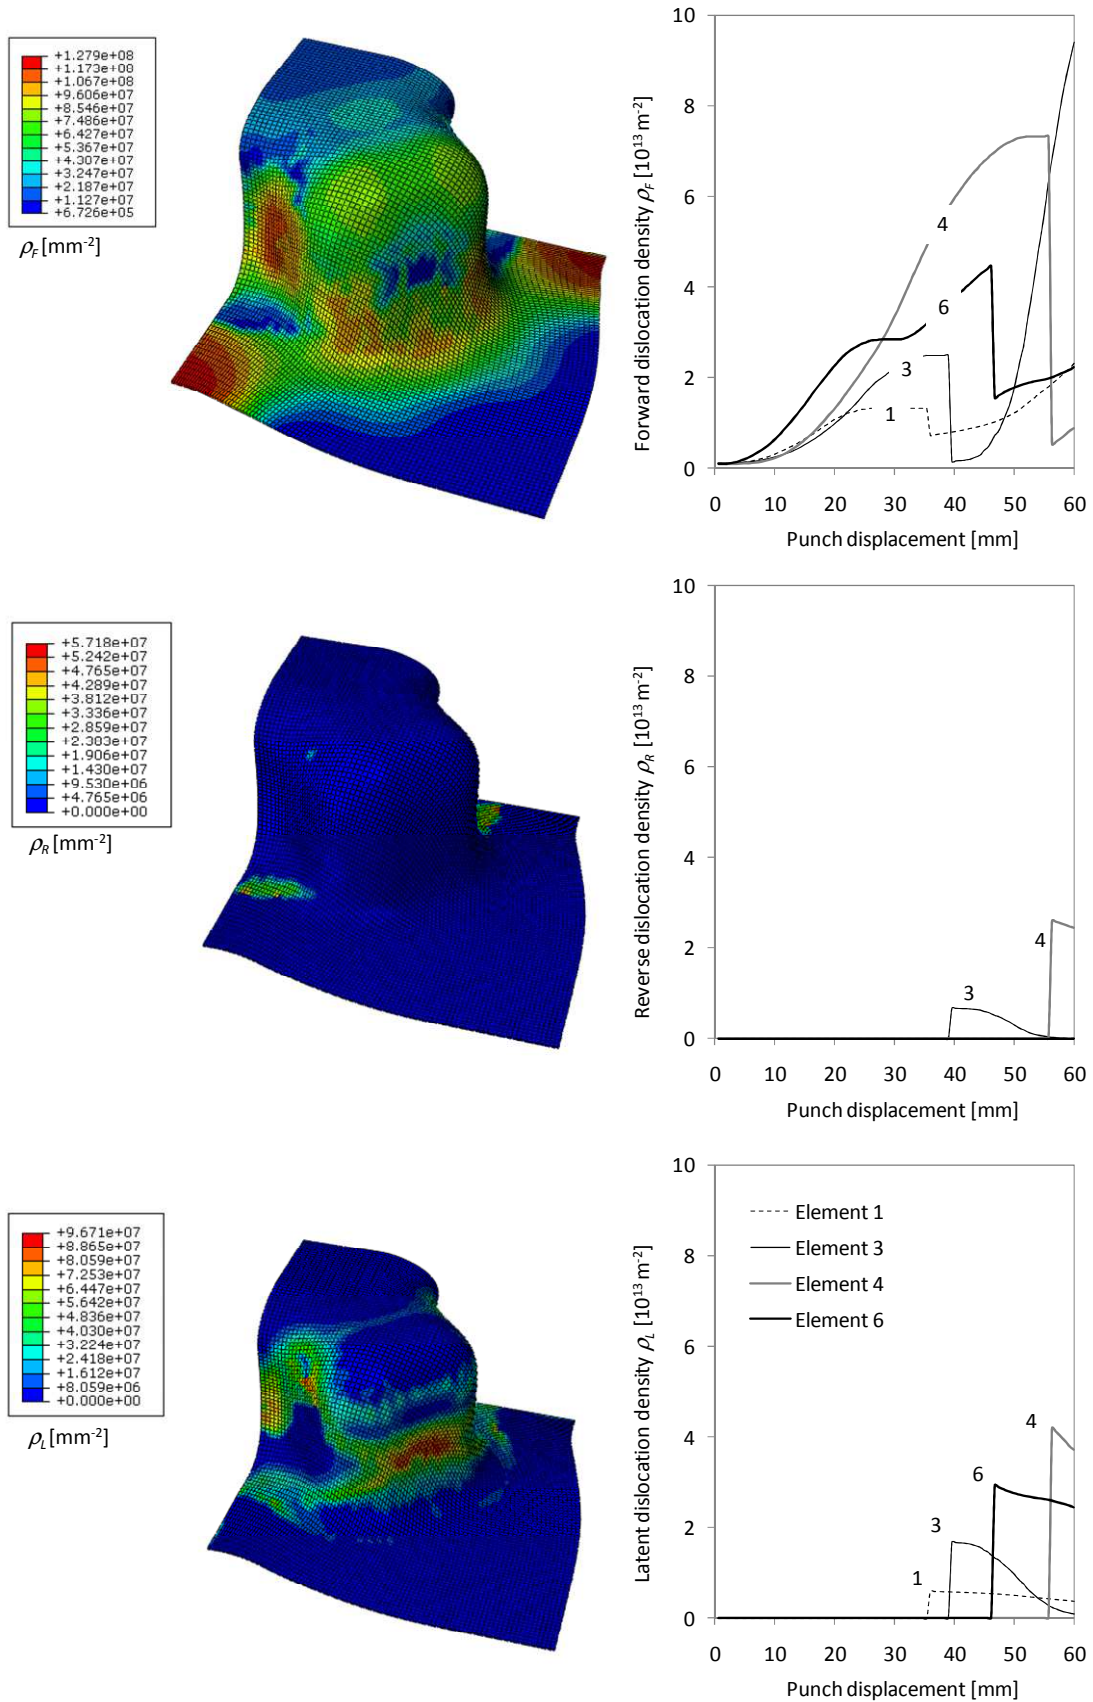 +1.279e+08
+1.173e+08
+1.067e+08
+9.606e+07
+8.546e+07
+7.486e+07
+6.427e+07
+5.367e+07
+4.307e+07
+3.247e+07
+2.187e+07
+1.127e+07
+6.726e+05
ρF [mm-2]
10
8
6
4
2
0
Forward dislocation density ρF [10^13 m-2]
4
6
3
1
0 10 20 30 40 50 60
Punch displacement [mm]
+5.718e+07
+5.242e+07
+4.765e+07
+4.289e+07
+3.812e+07
+3.336e+07
+2.859e+07
+2.383e+07
+1.906e+07
+1.430e+07
+9.530e+06
+4.765e+06
+0.000e+00
ρR [mm-2]
10
8
6
4
2
0
Reverse dislocation density ρR [10^13 m-2]
4
3
0 10 20 30 40 50 60
Punch displacement [mm]
+9.671e+07
+8.865e+07
+8.059e+07
+7.253e+07
+6.447e+07
+5.642e+07
+4.836e+07
+4.030e+07
+3.224e+07
+2.418e+07
+1.612e+07
+8.059e+06
+0.000e+00
ρL [mm-2]
10
8
6
4
2
0
Latent dislocation density ρL [10^13 m-2]
Element 1
Element 3
Element 4
Element 6
4
6
3
1
0 10 20 30 40 50 60
Punch displacement [mm]